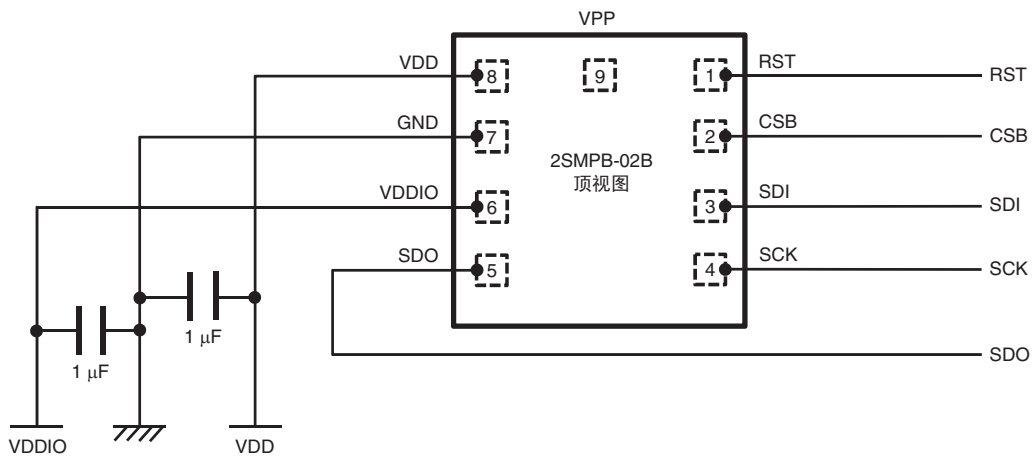 VPP
VDD
8
9
1
RST
RST
GND
7
2
CSB
CSB
2SMPB-02B
顶视图
VDDIO
6
3
SDI
SDI
SDO
5
4
SCK
SCK
1 μF
1 μF
SDO
VDDIO
VDD